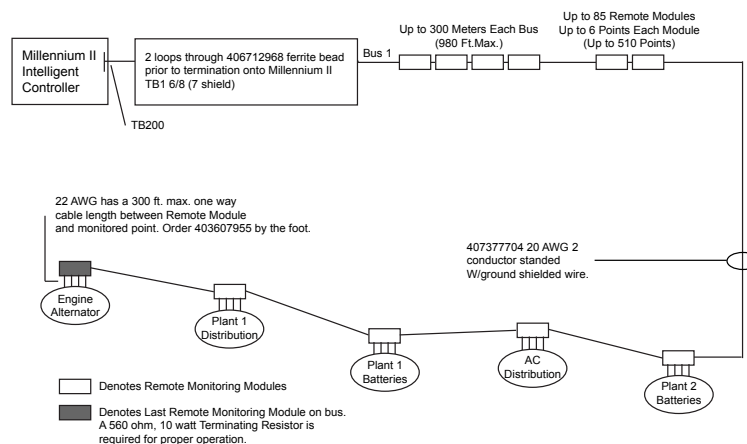 Millennium II
Intelligent
Controller
2 loops through 406712968 ferrite bead
prior to termination onto Millennium II
TB1 6/8 (7 shield)
Bus 1
Up to 300 Meters Each Bus
(980 Ft.Max.)
Up to 85 Remote Modules
Up to 6 Points Each Module
(Up to 510 Points)
TB200
22 AWG has a 300 ft. max. one way
cable length between Remote Module
and monitored point. Order 403607955 by the foot.
407377704 20 AWG 2
conductor standed
W/ground shielded wire.
Engine
Alternator
Plant 1
Distribution
Plant 1
Batteries
AC
Distribution
Plant 2
Batteries
Denotes Remote Monitoring Modules
Denotes Last Remote Monitoring Module on bus.
A 560 ohm, 10 watt Terminating Resistor is
required for proper operation.